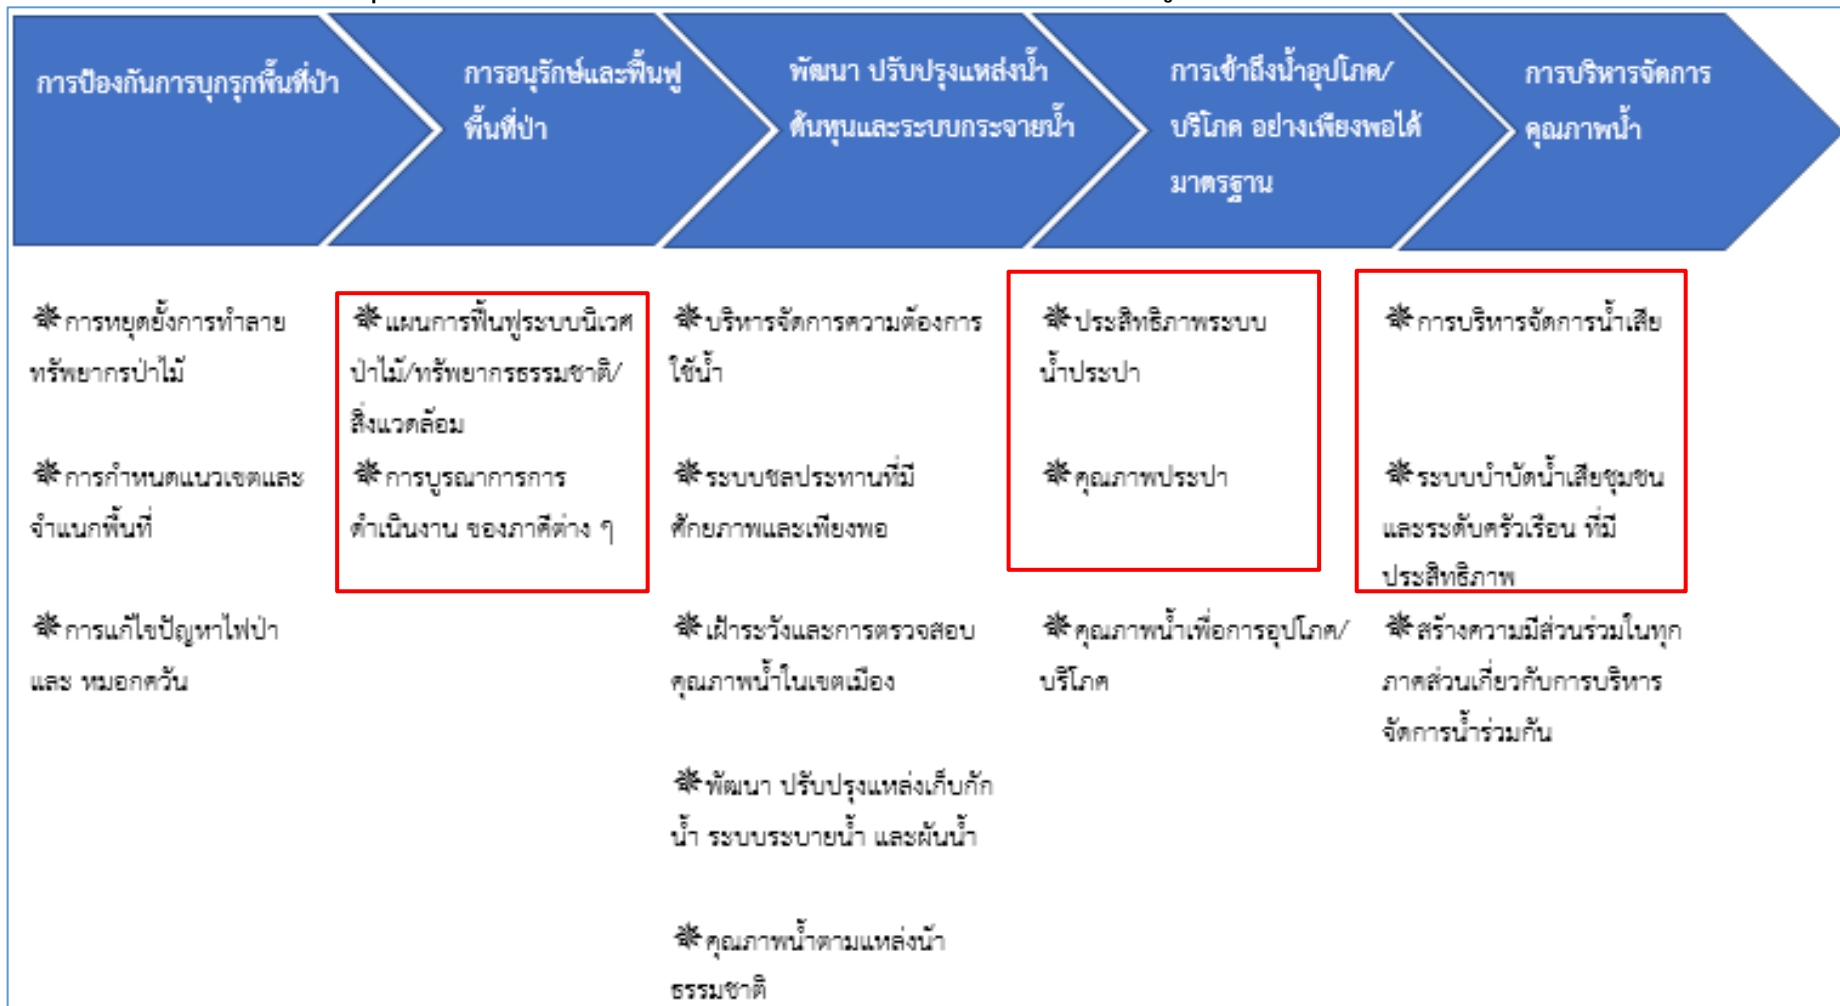 การป้องกันการบุกรุกพื้นที่ป่า
การอนุรักษ์และฟื้นฟู
พื้นที่ป่า
พัฒนา ปรับปรุงแหล่งน้ำ
ต้นทุนและระบบกระจายน้ำ
การเข้าถึงน้ำอุปโภค/
บริโภค อย่างเพียงพอได้
มาตรฐาน
การบริหารจัดการ
คุณภาพน้ำ
การหยุดยั้งการทำลาย
ทรัพยากรป่าไม้
การกำหนดแนวเขตและ
จำแนกพื้นที่
การแก้ไขปัญหาไฟป่า
และ หมอกควัน
แผนการฟื้นฟูระบบนิเวศ
ป่าไม้/ทรัพยากรธรรมชาติ/
สิ่งแวดล้อม
การบูรณาการการ
ดำเนินงาน ของภาคีต่าง ๆ
บริหารจัดการความต้องการ
ใช้น้ำ
ระบบชลประทานที่มี
ศักยภาพและเพียงพอ
เฝ้าระวังและการตรวจสอบ
คุณภาพน้ำในเขตเมือง
พัฒนา ปรับปรุงแหล่งเก็บกัก
น้ำ ระบบระบายน้ำ และผันน้ำ
คุณภาพน้ำตามแหล่งน้ำ
ธรรมชาติ
ประสิทธิภาพระบบ
น้ำประปา
คุณภาพประปา
คุณภาพน้ำเพื่อการอุปโภค/
บริโภค
การบริหารจัดการน้ำเสีย
ระบบบำบัดน้ำเสียชุมชน
และระดับครัวเรือน ที่มี
ประสิทธิภาพ
สร้างความมีส่วนร่วมในทุก
ภาคส่วนเกี่ยวกับการบริหาร
จัดการน้ำร่วมกัน